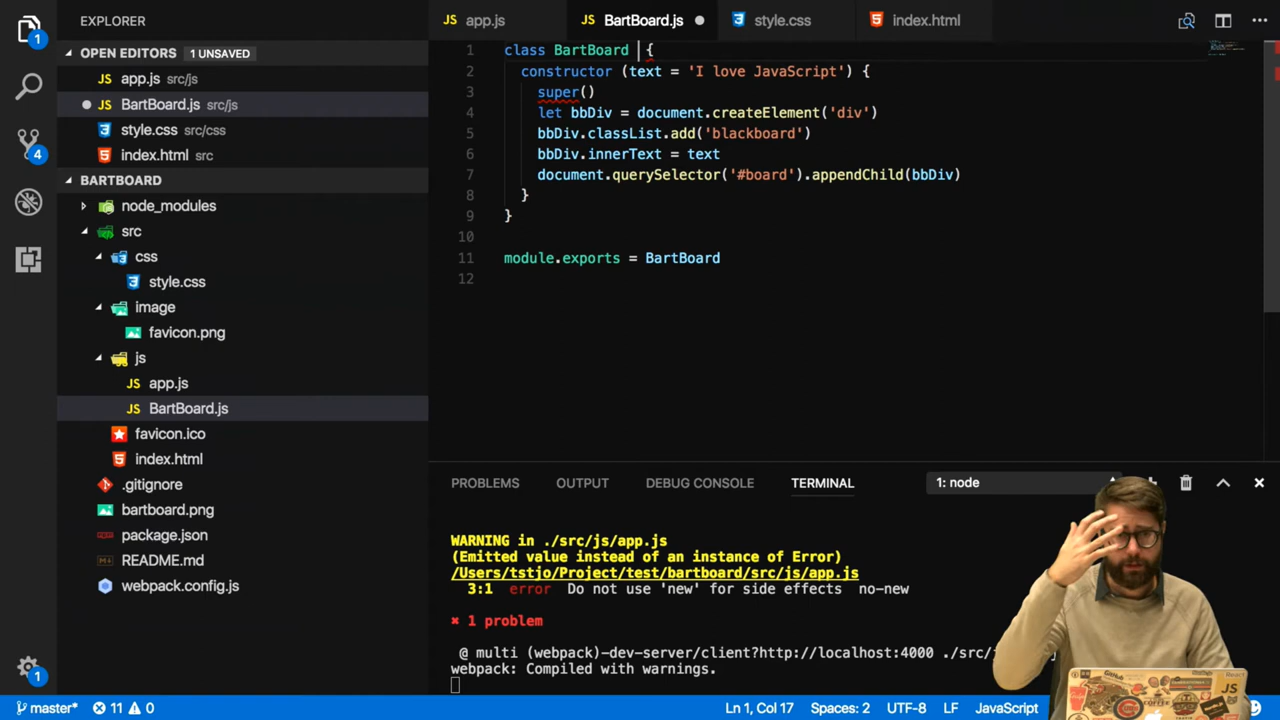 EXPLORER
OPEN EDITORS 1 UNSAVED
JS app.js src/js
JS BartBoard.js src/js
style.css src/css
index.html src
BARTBOARD
node_modules
src
css
style.css
image
favicon.png
js
JS app.js
JS BartBoard.js
favicon.ico
index.html
.gitignore
bartboard.png
package.json
README.md
webpack.config.js
1
4
1
JS app.js JS BartBoard.js style.css index.html
1 class BartBoard {
2 constructor (text = 'I love JavaScript') {
3 super()
4 let bbDiv = document.createElement('div')
5 bbDiv.classList.add('blackboard')
6 bbDiv.innerText = text
7 document.querySelector('#board').appendChild(bbDiv)
8 }
9 }
10
11 module.exports = BartBoard
12
PROBLEMS OUTPUT DEBUG CONSOLE TERMINAL 1: node
WARNING in ./src/js/app.js
(Emitted value instead of an instance of Error)
/Users/tstjo/Project/test/bartboard/src/js/app.js
3:1 error Do not use 'new' for side effects no-new
✖ 1 problem
@ multi (webpack)-dev-server/client?http://localhost:4000 ./src/
webpack: Compiled with warnings.
master* 11 0 Ln 1, Col 17 Spaces: 2 UTF-8 LF JavaScript
GitHub
React
JS
COFFEE